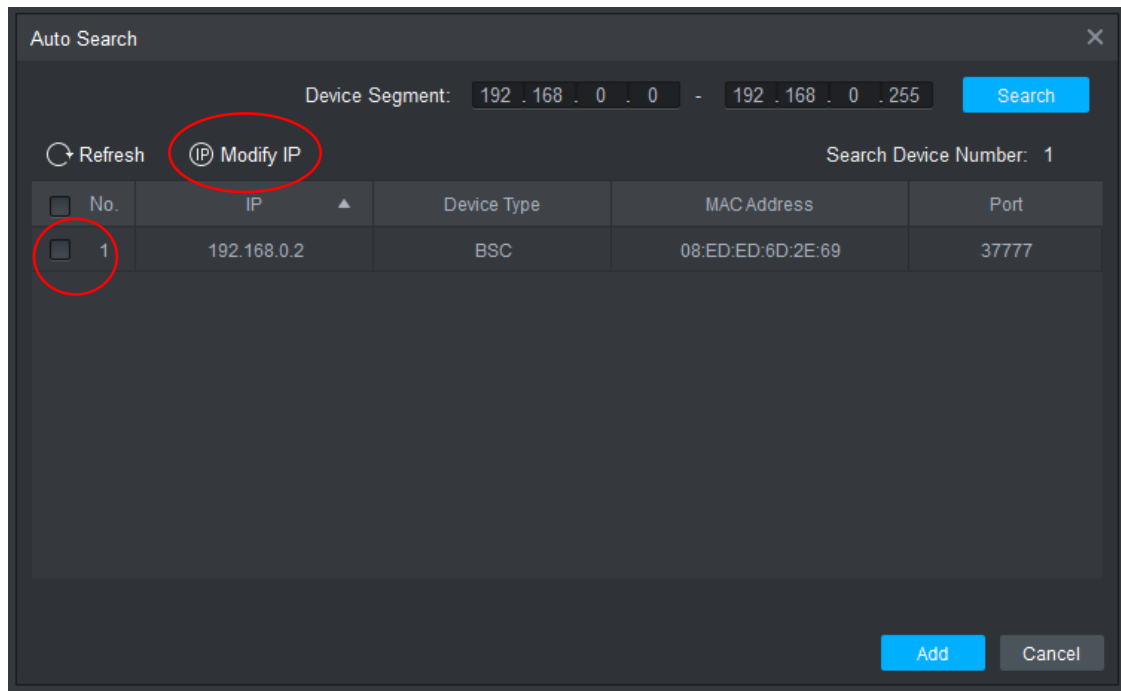 Auto Search
Device Segment: 192 . 168 . 0 . 0 - 192 . 168 . 0 . 255 Search
Refresh IP Modify IP Search Device Number: 1
No. IP Device Type MAC Address Port
1 192.168.0.2 BSC 08:ED:ED:6D:2E:69 37777
Add Cancel